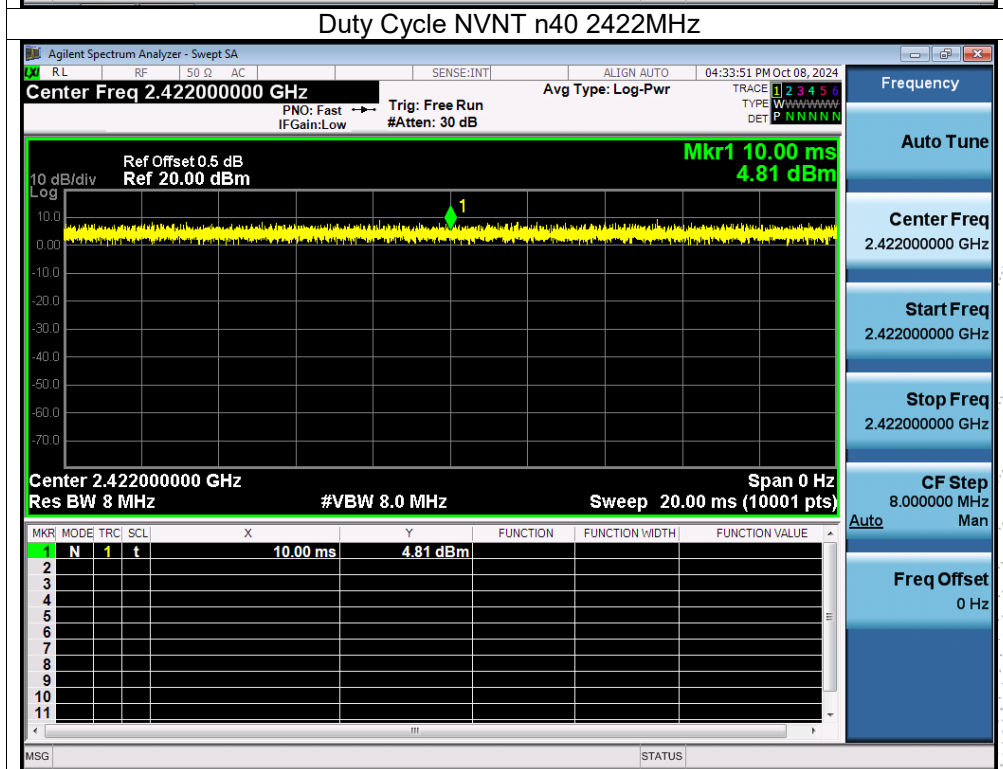 Duty Cycle NVNT n40 2422MHz
Agilent Spectrum Analyzer - Swept SA
LXI RL RF 50 Ω AC SENSE:INT ALIGN AUTO 04:33:51 PM Oct 08, 2024
Center Freq 2.422000000 GHz
PNO: Fast
IFGain:Low
Trig: Free Run
#Atten: 30 dB
Avg Type: Log-Pwr
TRACE 1 2 3 4 5 6
TYPE WWWWWW
DET P N N N N N
Ref Offset 0.5 dB
10 dB/div Ref 20.00 dBm
Log
Mkr1 10.00 ms
4.81 dBm
1
10.0
0.00
-10.0
-20.0
-30.0
-40.0
-50.0
-60.0
-70.0
Center 2.422000000 GHz Span 0 Hz
Res BW 8 MHz #VBW 8.0 MHz Sweep 20.00 ms (10001 pts)
MKR MODE TRC SCL X Y FUNCTION FUNCTION WIDTH FUNCTION VALUE
1 N 1 t 10.00 ms 4.81 dBm
2
3
4
5
6
7
8
9
10
11
MSG STATUS
Frequency
Auto Tune
Center Freq
2.422000000 GHz
Start Freq
2.422000000 GHz
Stop Freq
2.422000000 GHz
CF Step
8.000000 MHz
Auto Man
Freq Offset
0 Hz